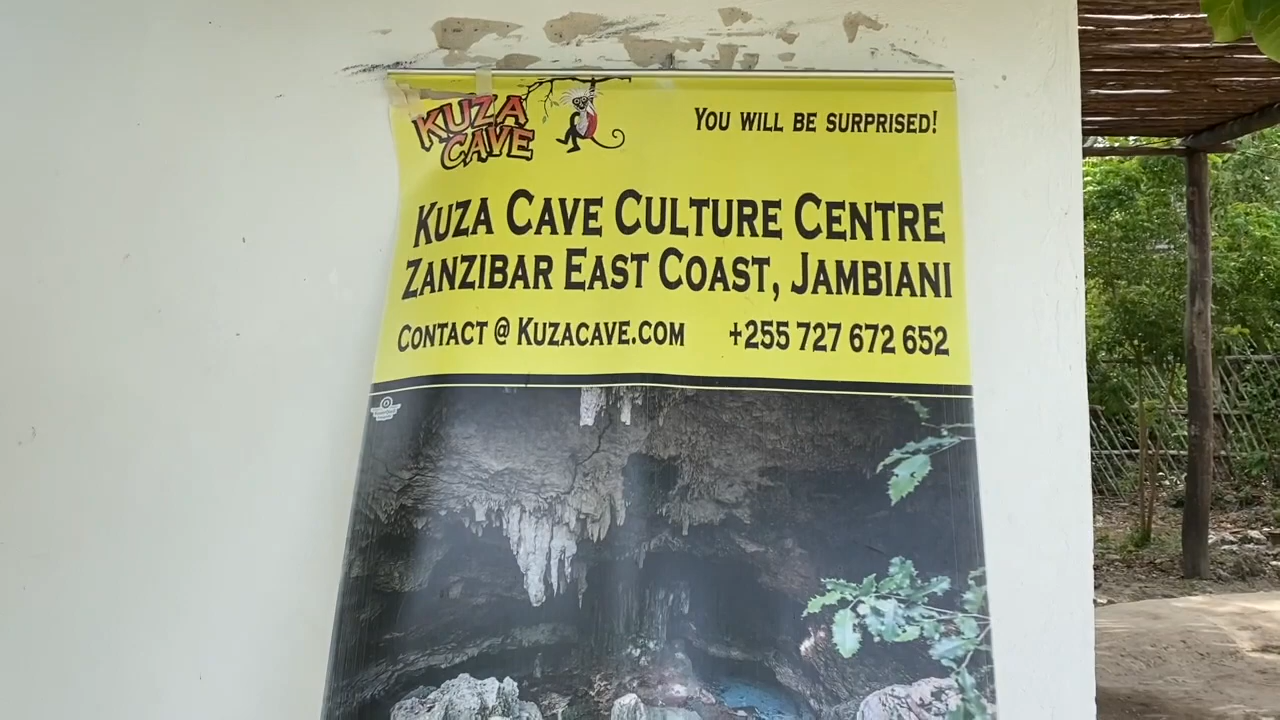 KUZA
CAVE
YOU WILL BE SURPRISED!
KUZA CAVE CULTURE CENTRE
ZANZIBAR EAST COAST, JAMBIANI
CONTACT @ KUZACAVE.COM +255 727 672 652